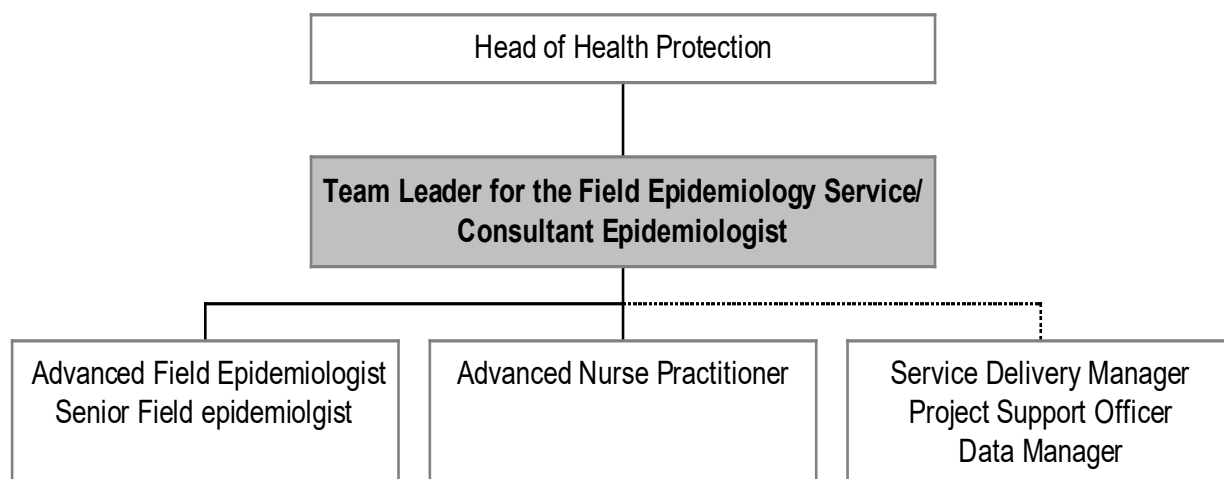 Head of Health Protection
Team Leader for the Field Epidemiology Service/
Consultant Epidemiologist
Advanced Field Epidemiologist
Senior Field epidemiolgist
Advanced Nurse Practitioner
Service Delivery Manager
Project Support Officer
Data Manager